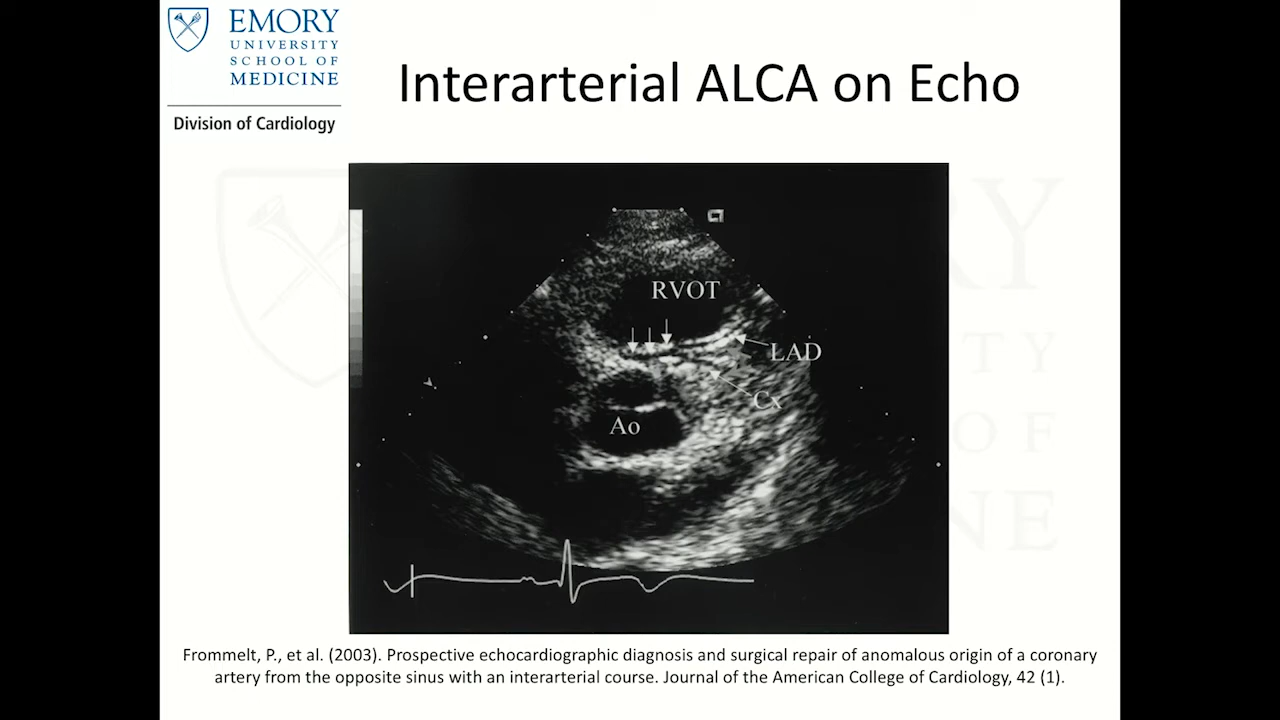 EMORY
UNIVERSITY
SCHOOL OF
MEDICINE
Division of Cardiology
Interarterial ALCA on Echo
RVOT
LAD
Cx
Ao
Frommelt, P., et al. (2003). Prospective echocardiographic diagnosis and surgical repair of anomalous origin of a coronary
artery from the opposite sinus with an interarterial course. Journal of the American College of Cardiology, 42 (1).